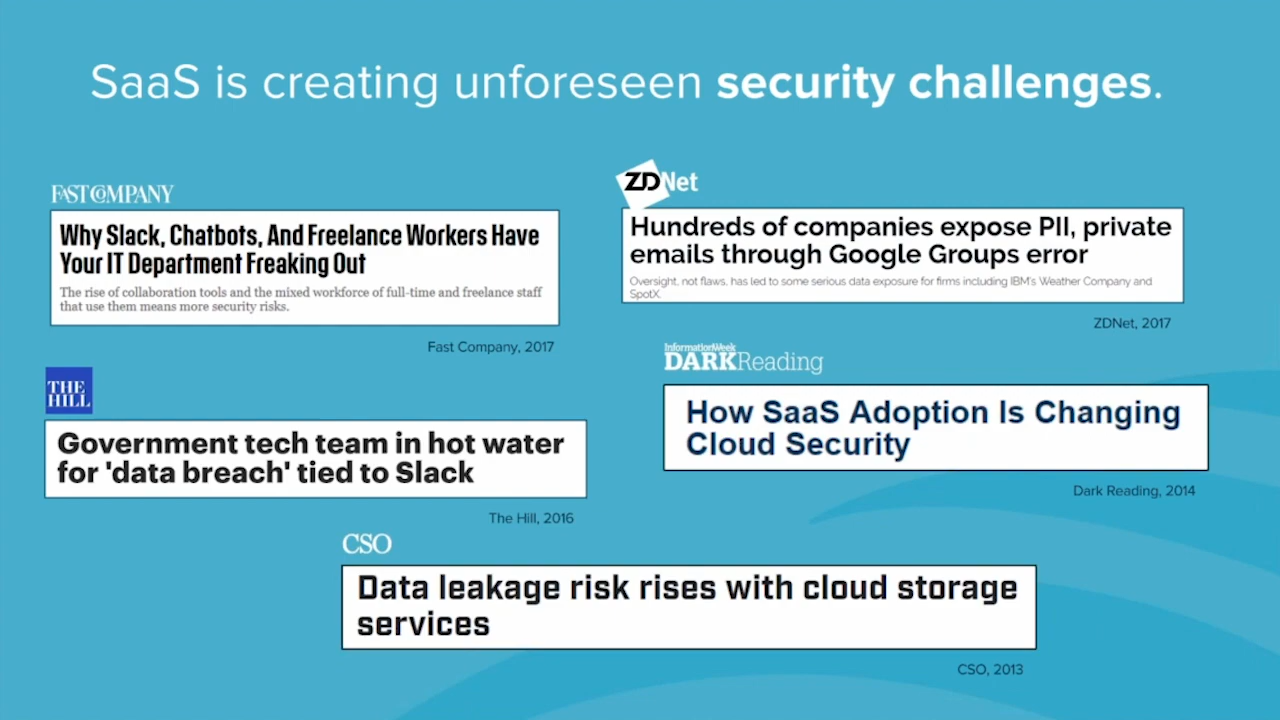 SaaS is creating unforeseen security challenges.
FAST COMPANY
Why Slack, Chatbots, And Freelance Workers Have
Your IT Department Freaking Out
The rise of collaboration tools and the mixed workforce of full-time and freelance staff
that use them means more security risks.
Fast Company, 2017
ZDNet
Hundreds of companies expose PII, private
emails through Google Groups error
Oversight, not flaws, has led to some serious data exposure for firms including IBM's Weather Company and
SpotX.
ZDNet, 2017
THE
HILL
Government tech team in hot water
for 'data breach' tied to Slack
The Hill, 2016
InformationWeek
DARKReading
How SaaS Adoption Is Changing
Cloud Security
Dark Reading, 2014
CSO
Data leakage risk rises with cloud storage
services
CSO, 2013